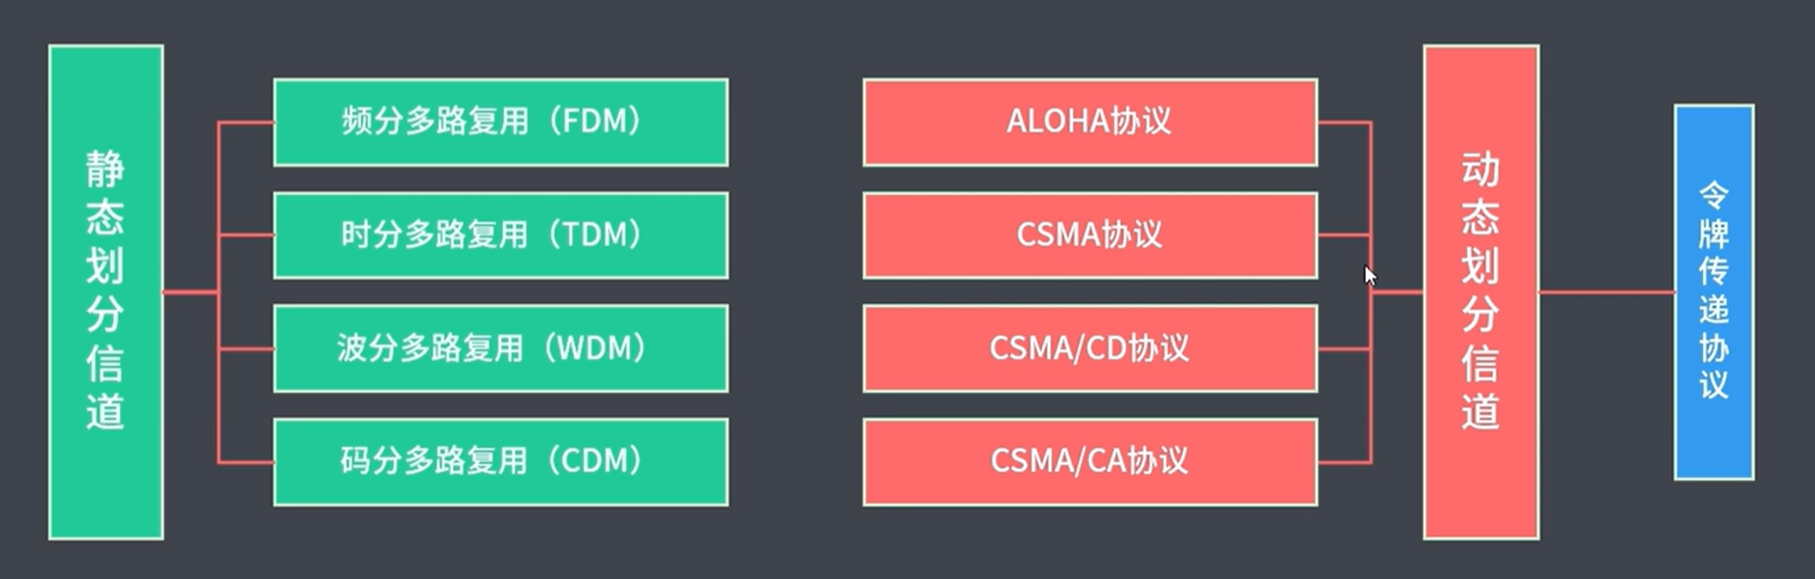 静态划分信道
频分多路复用（FDM）
时分多路复用（TDM）
波分多路复用（WDM）
码分多路复用（CDM）
ALOHA协议
CSMA协议
CSMA/CD协议
CSMA/CA协议
动态划分信道
令牌传递协议